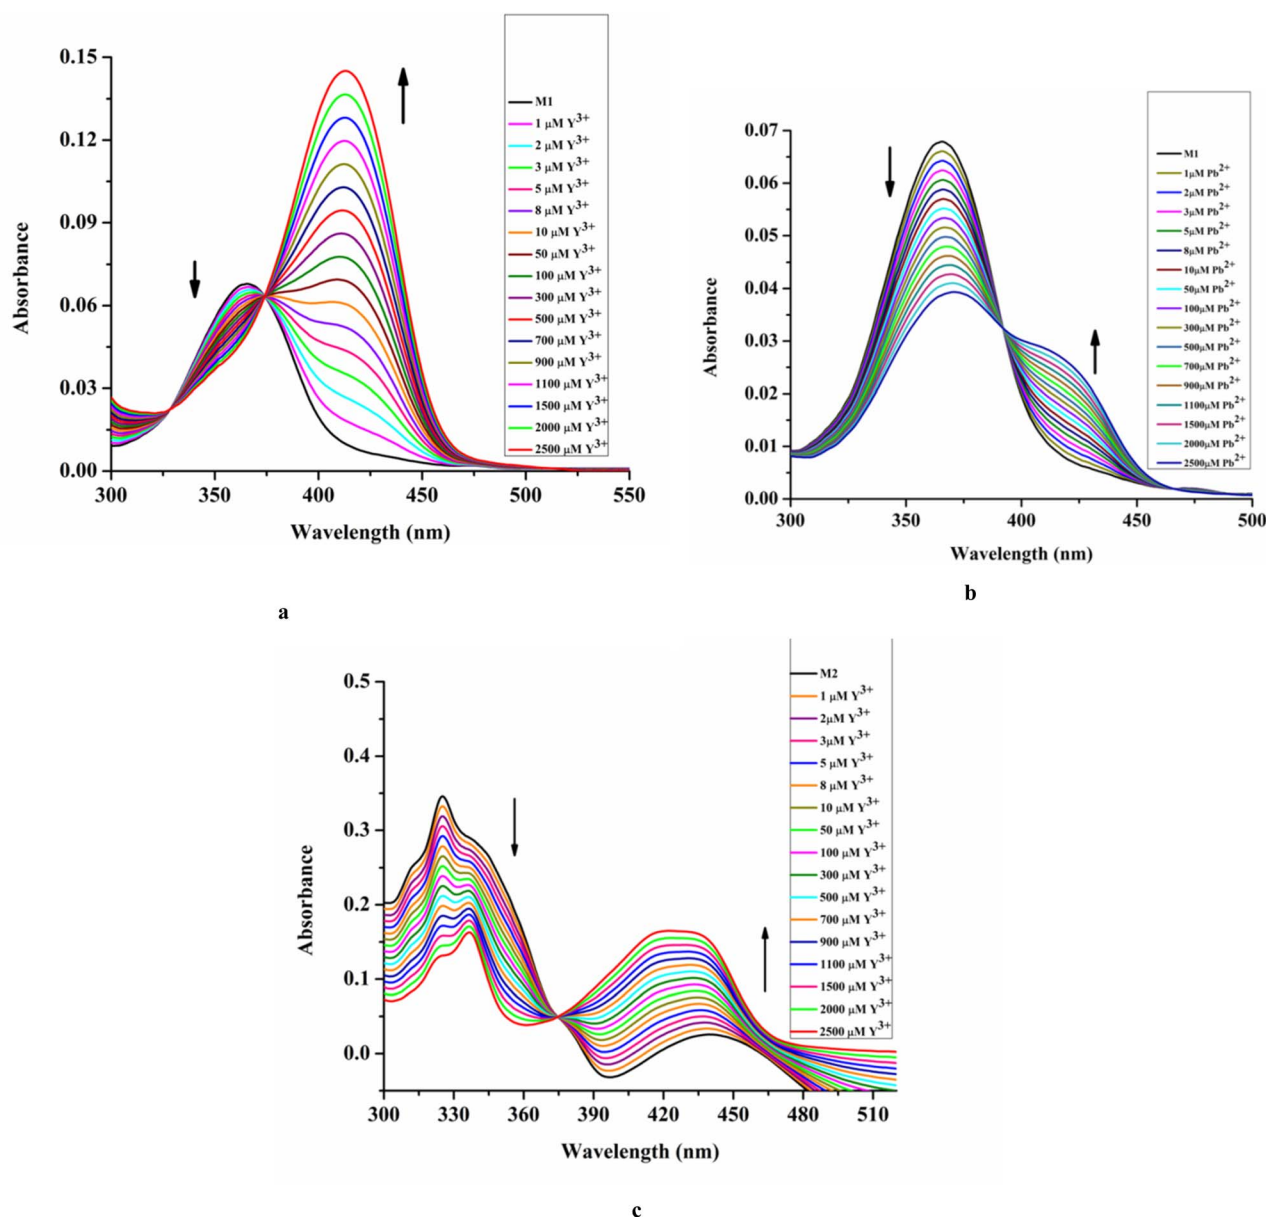 0.15
0.12
0.09
0.06
0.03
0.00
Absorbance
300 350 400 450 500 550
Wavelength (nm)
M1
1 μM Y3+
2 μM Y3+
3 μM Y3+
5 μM Y3+
8 μM Y3+
10 μM Y3+
50 μM Y3+
100 μM Y3+
300 μM Y3+
500 μM Y3+
700 μM Y3+
900 μM Y3+
1100 μM Y3+
1500 μM Y3+
2000 μM Y3+
2500 μM Y3+
a
0.07
0.06
0.05
0.04
0.03
0.02
0.01
0.00
Absorbance
300 350 400 450 500
Wavelength (nm)
M1
1μM Pb2+
2μM Pb2+
3μM Pb2+
5μM Pb2+
8μM Pb2+
10μM Pb2+
50μM Pb2+
100μM Pb2+
300μM Pb2+
500μM Pb2+
700μM Pb2+
900μM Pb2+
1100μM Pb2+
1500μM Pb2+
2000μM Pb2+
2500μM Pb2+
b
0.5
0.4
0.3
0.2
0.1
0.0
Absorbance
300 330 360 390 420 450 480 510
Wavelength (nm)
M2
1 μM Y3+
2μM Y3+
3μM Y3+
5 μM Y3+
8 μM Y3+
10 μM Y3+
50 μM Y3+
100 μM Y3+
300 μM Y3+
500 μM Y3+
700 μM Y3+
900 μM Y3+
1100 μM Y3+
1500 μM Y3+
2000 μM Y3+
2500 μM Y3+
c